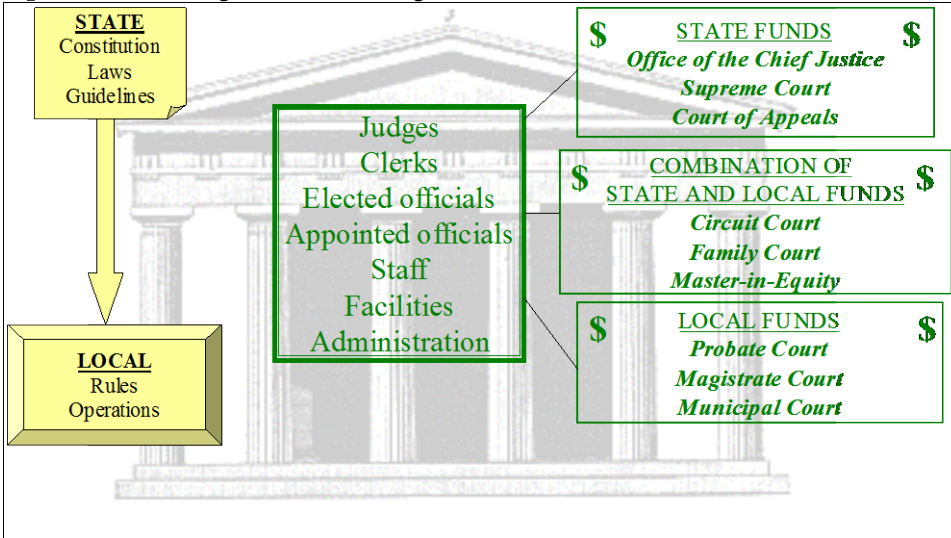 STATE
Constitution
Laws
Guidelines
LOCAL
Rules
Operations
Judges
Clerks
Elected officials
Appointed officials
Staff
Facilities
Administration
$ STATE FUNDS $
Office of the Chief Justice
Supreme Court
Court of Appeals
$ COMBINATION OF $
STATE AND LOCAL FUNDS
Circuit Court
Family Court
Master-in-Equity
$ LOCAL FUNDS $
Probate Court
Magistrate Court
Municipal Court